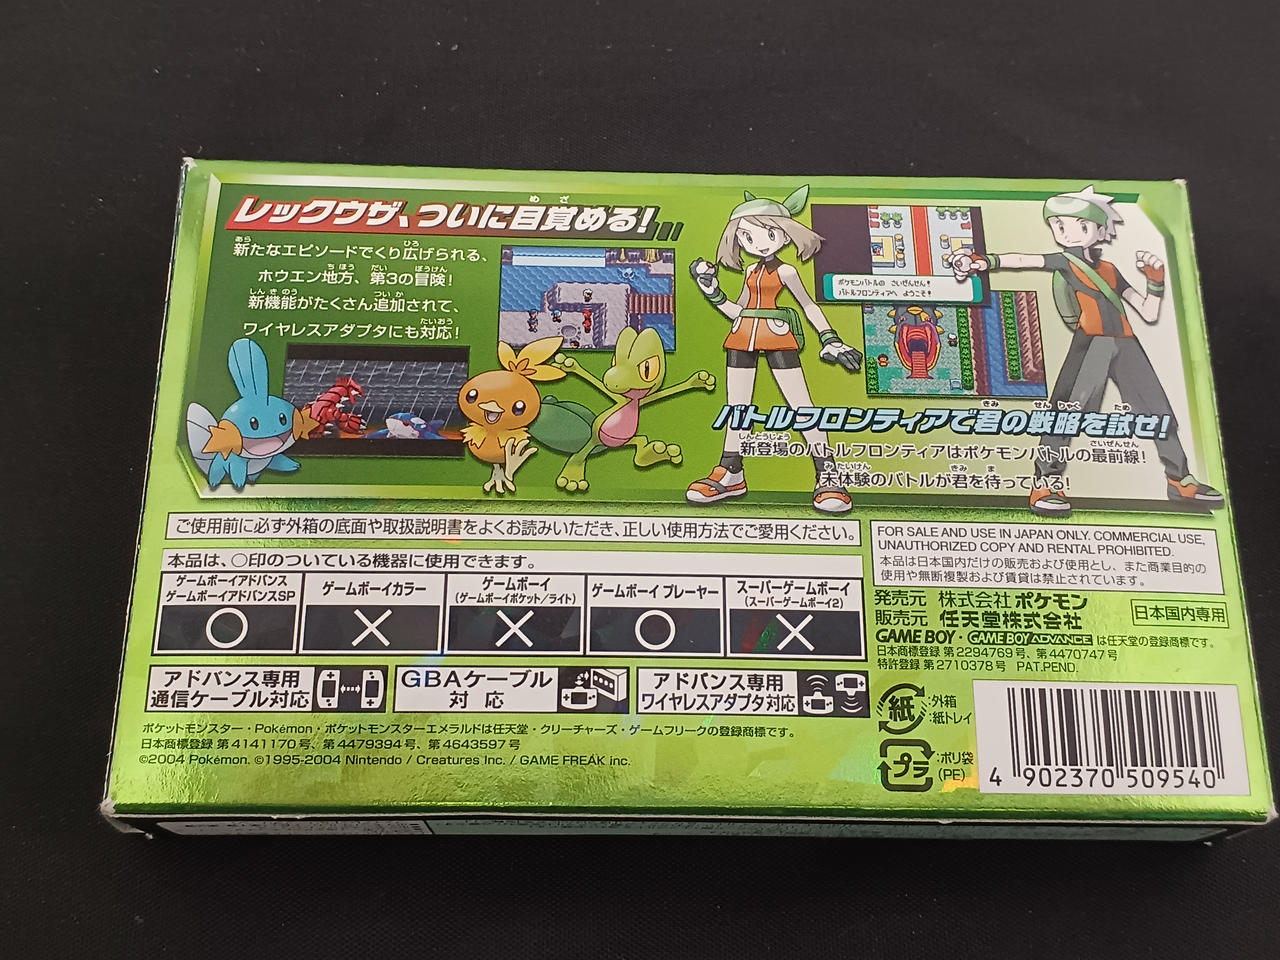 レックウザ、ついに目覚める!
新たなエピソードでくり広げられる、
ホウエン地方、第3の冒険!
新機能がたくさん追加されて、
ワイヤレスアダプタにも対応!
ポケモンバトルの さいぜんせん!
バトルフロンティアへ ようこそ!
バトルフロンティアで君の戦略を試せ!
新登場のバトルフロンティアはポケモンバトルの最前線!
未体験のバトルが君を待っている!
ご使用前に必ず外箱の底面や取扱説明書をよくお読みいただき、正しい使用方法でご愛用ください。
本品は、○印のついている機器に使用できます。
ゲームボーイアドバンス
ゲームボーイアドバンスSP
ゲームボーイカラー
ゲームボーイ
(ゲームボーイポケット/ライト)
ゲームボーイ プレーヤー
スーパーゲームボーイ
(スーパーゲームボーイ2)
アドバンス専用
通信ケーブル対応
GBAケーブル
対応
アドバンス専用
ワイヤレスアダプタ対応
ポケットモンスター・Pokémon・ポケットモンスターエメラルドは任天堂・クリーチャーズ・ゲームフリークの登録商標です。
日本商標登録 第4141170号、第4479394号、第4643597号
©2004 Pokémon. ©1995-2004 Nintendo / Creatures Inc. / GAME FREAK inc.
FOR SALE AND USE IN JAPAN ONLY. COMMERCIAL USE,
UNAUTHORIZED COPY AND RENTAL PROHIBITED.
本品は日本国内だけの販売および使用とし、また商業目的の
使用や無断複製および賃貸は禁止されています。
発売元 株式会社ポケモン
販売元 任天堂株式会社
日本国内専用
GAME BOY・GAME BOY ADVANCE は任天堂の登録商標です。
日本商標登録 第2294769号、第4470747号
特許登録 第2710378号 PAT.PEND.
紙
:外箱
:紙トレイ
プラ
:ポリ袋
(PE)
4 902370 509540